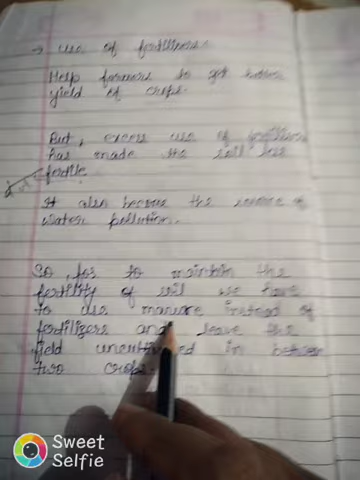 → use of fertilizers:
Help farmers to get better
yield of crops.
But, excess use of fertilizers
has made the soil less
fertile.
It also become the source of
water pollution.
So, for to maintain the
fertility of soil we have
to use manure instead of
fertilizers and leave the
field uncultivated in between
two crops.
Sweet
Selfie